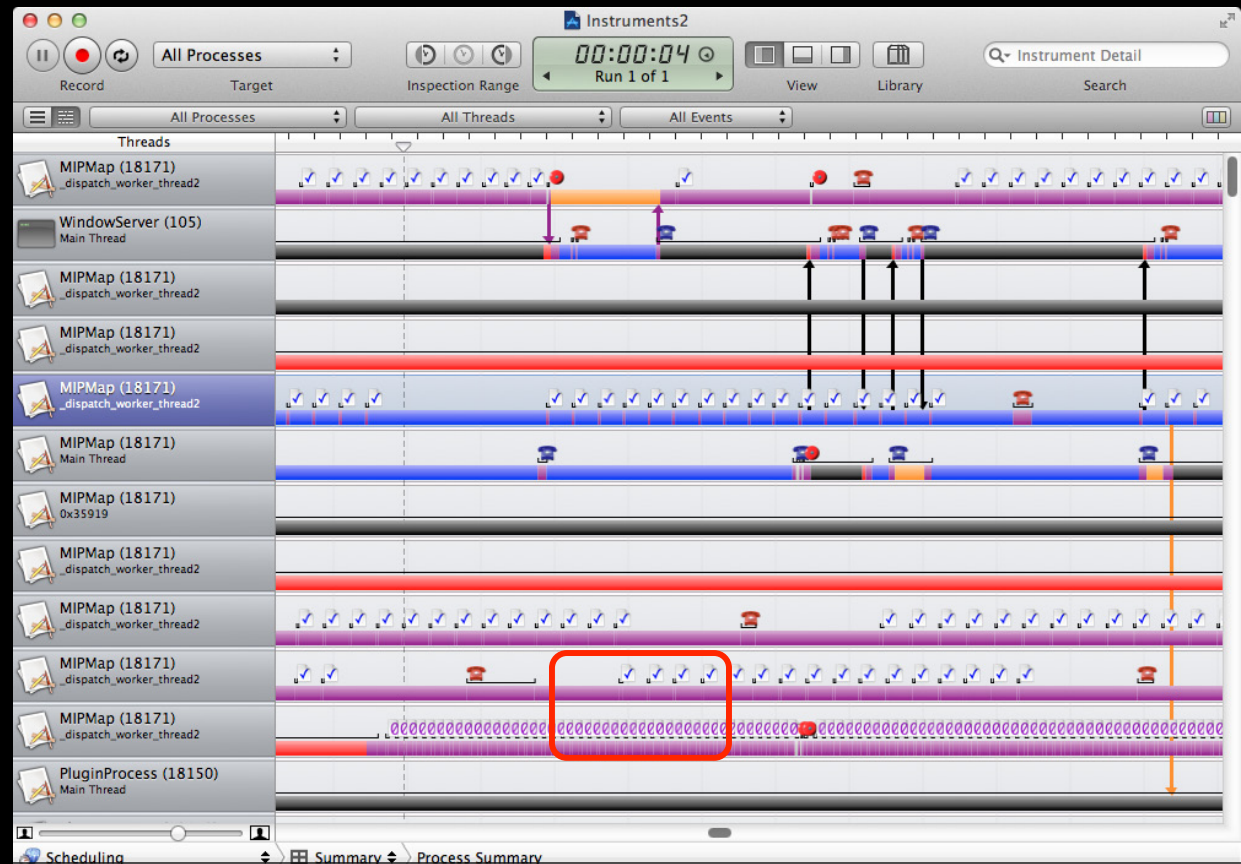 Instruments2
All Processes
00:00:04
Run 1 of 1
Instrument Detail
Record
Target
Inspection Range
View
Library
Search
All Processes
All Threads
All Events
Threads
MIPMap (18171)
_dispatch_worker_thread2
WindowServer (105)
Main Thread
MIPMap (18171)
_dispatch_worker_thread2
MIPMap (18171)
_dispatch_worker_thread2
MIPMap (18171)
_dispatch_worker_thread2
MIPMap (18171)
Main Thread
MIPMap (18171)
0x35919
MIPMap (18171)
_dispatch_worker_thread2
MIPMap (18171)
_dispatch_worker_thread2
MIPMap (18171)
_dispatch_worker_thread2
MIPMap (18171)
_dispatch_worker_thread2
PluginProcess (18150)
Main Thread
Scheduling
Summary
Process Summary